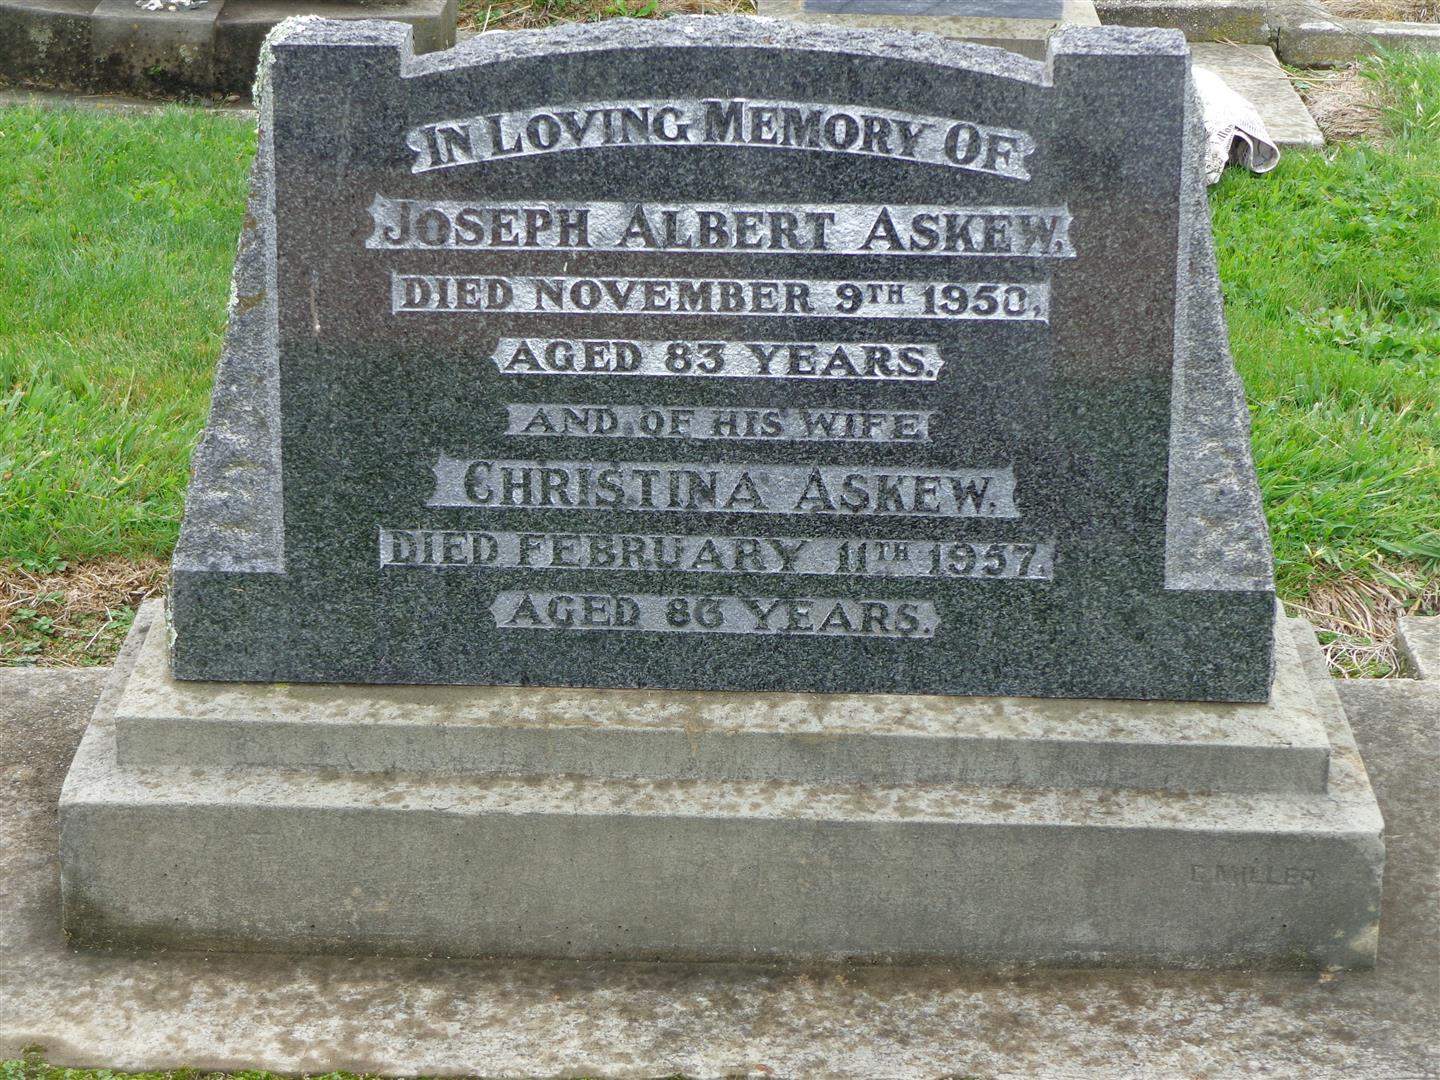 IN LOVING MEMORY OF
JOSEPH ALBERT ASKEW.
DIED NOVEMBER 9TH 1950,
AGED 83 YEARS.
AND OF HIS WIFE
CHRISTINA ASKEW.
DIED FEBRUARY 11TH 1957.
AGED 86 YEARS.
MILLER